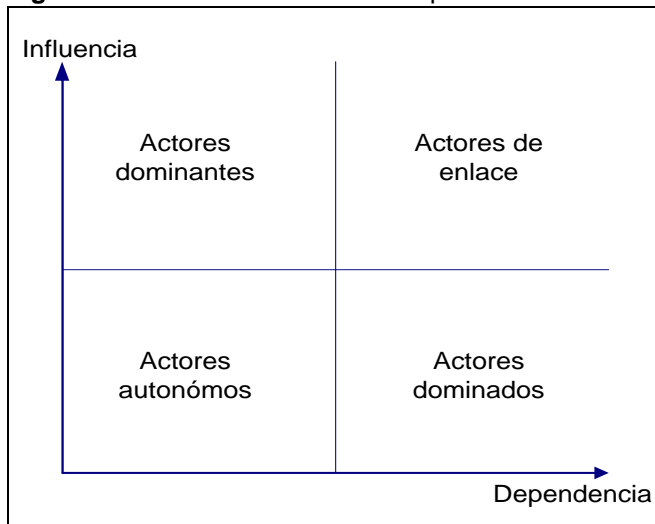 Influencia
Actores
dominantes
Actores de
enlace
Actores
autonómos
Actores
dominados
Dependencia